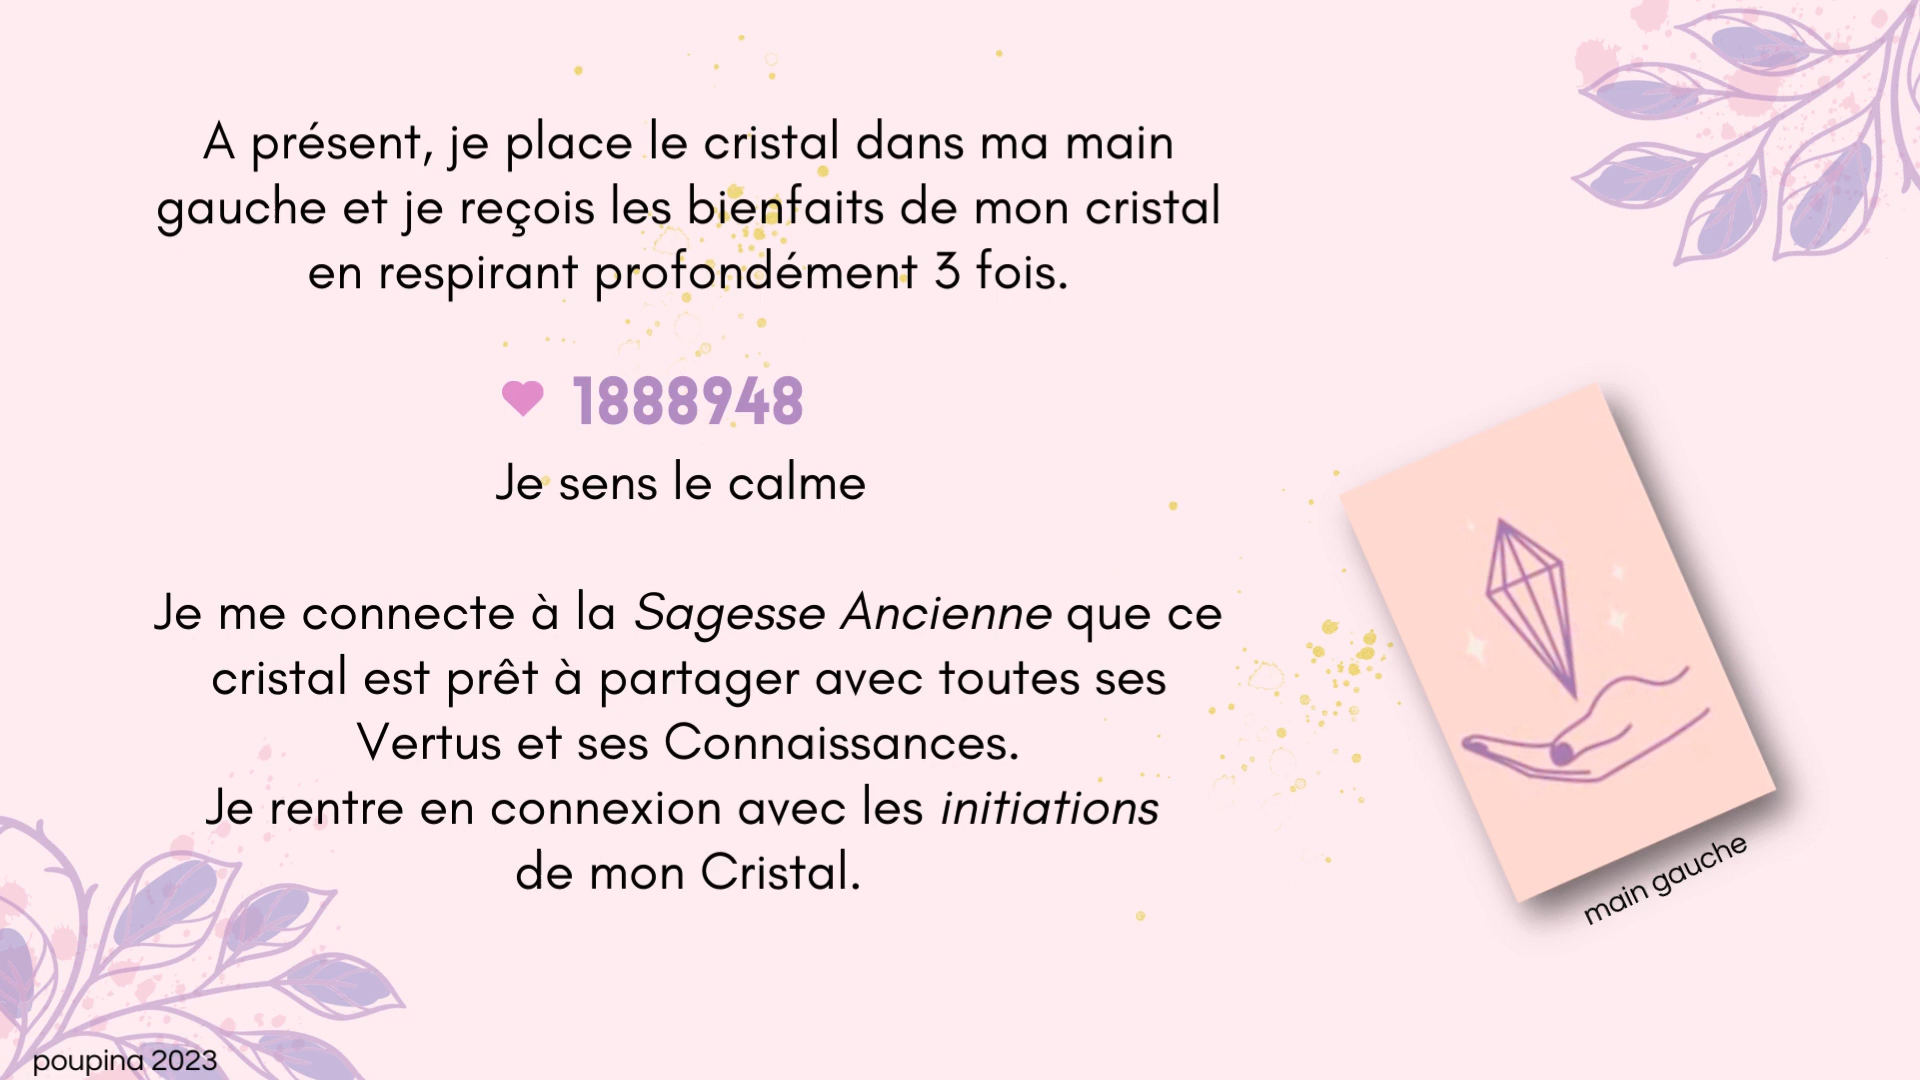 A présent, je place le cristal dans ma main
gauche et je reçois les bienfaits de mon cristal
en respirant profondément 3 fois.
1888948
Je sens le calme
Je me connecte à la Sagesse Ancienne que ce
cristal est prêt à partager avec toutes ses
Vertus et ses Connaissances.
Je rentre en connexion avec les initiations
de mon Cristal.
main gauche
poupina 2023